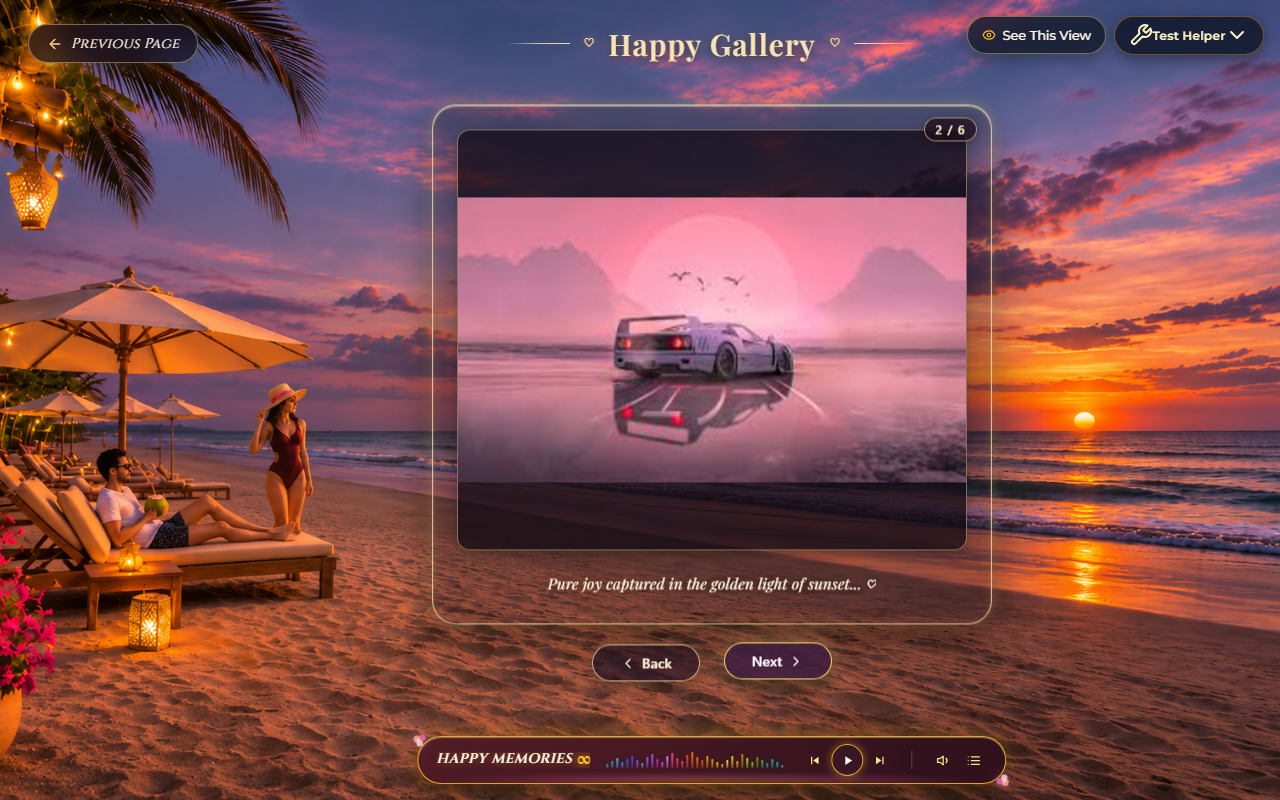 Previous Page
Happy Gallery
See This View
Test Helper
2 / 6
Pure joy captured in the golden light of sunset... ♡
Back
Next
HAPPY MEMORIES ∞